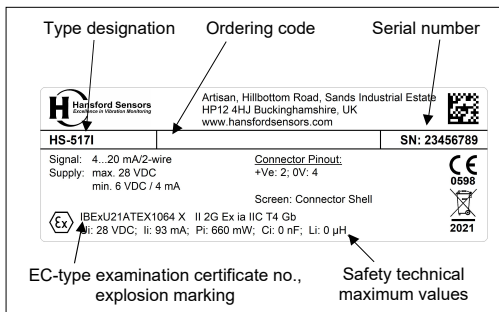 Type designation Ordering code Serial number
Hansford Sensors
Excellence in Vibration Monitoring
Artisan, Hillbottom Road, Sands Industrial Estate
HP12 4HJ Buckinghamshire, UK
www.hansfordsensors.com
HS-517I SN: 23456789
Signal: 4...20 mA/2-wire
Supply: max. 28 VDC
min. 6 VDC / 4 mA
Connector Pinout:
+Ve: 2; 0V: 4
Screen: Connector Shell
CE
0598
2021
Ex
IBExU21ATEX1064 X II 2G Ex ia IIC T4 Gb
Ui: 28 VDC; Ii: 93 mA; Pi: 660 mW; Ci: 0 nF; Li: 0 µH
EC-type examination certificate no.,
explosion marking
Safety technical
maximum values